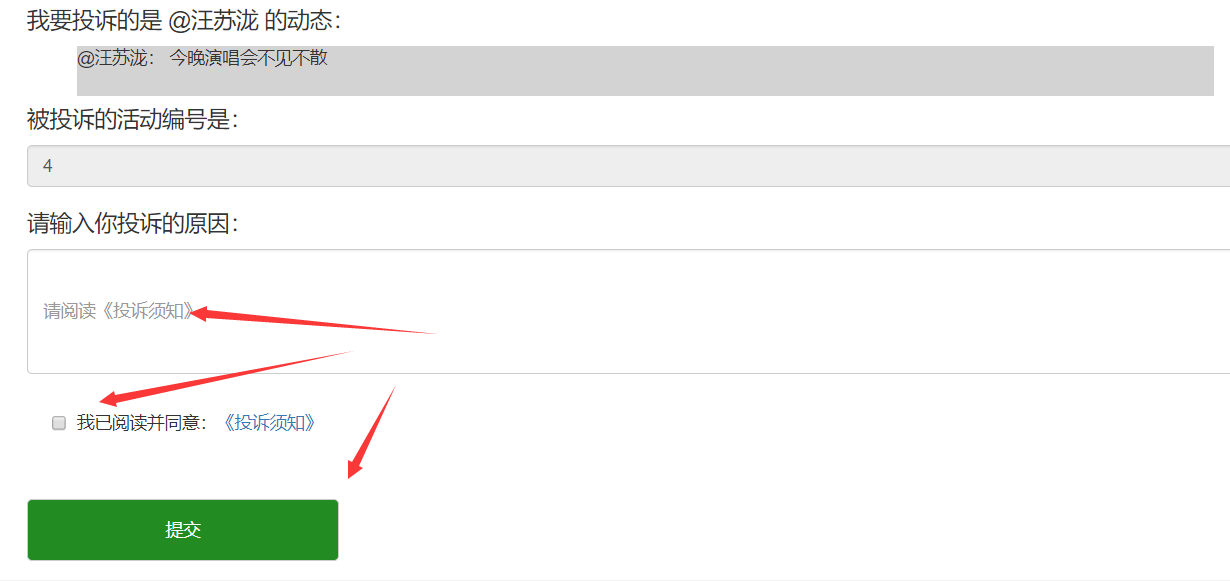 我要投诉的是 @汪苏泷 的动态：
@汪苏泷： 今晚演唱会不见不散
被投诉的活动编号是：
4
请输入你投诉的原因：
请阅读《投诉须知》
我已阅读并同意：《投诉须知》
提交